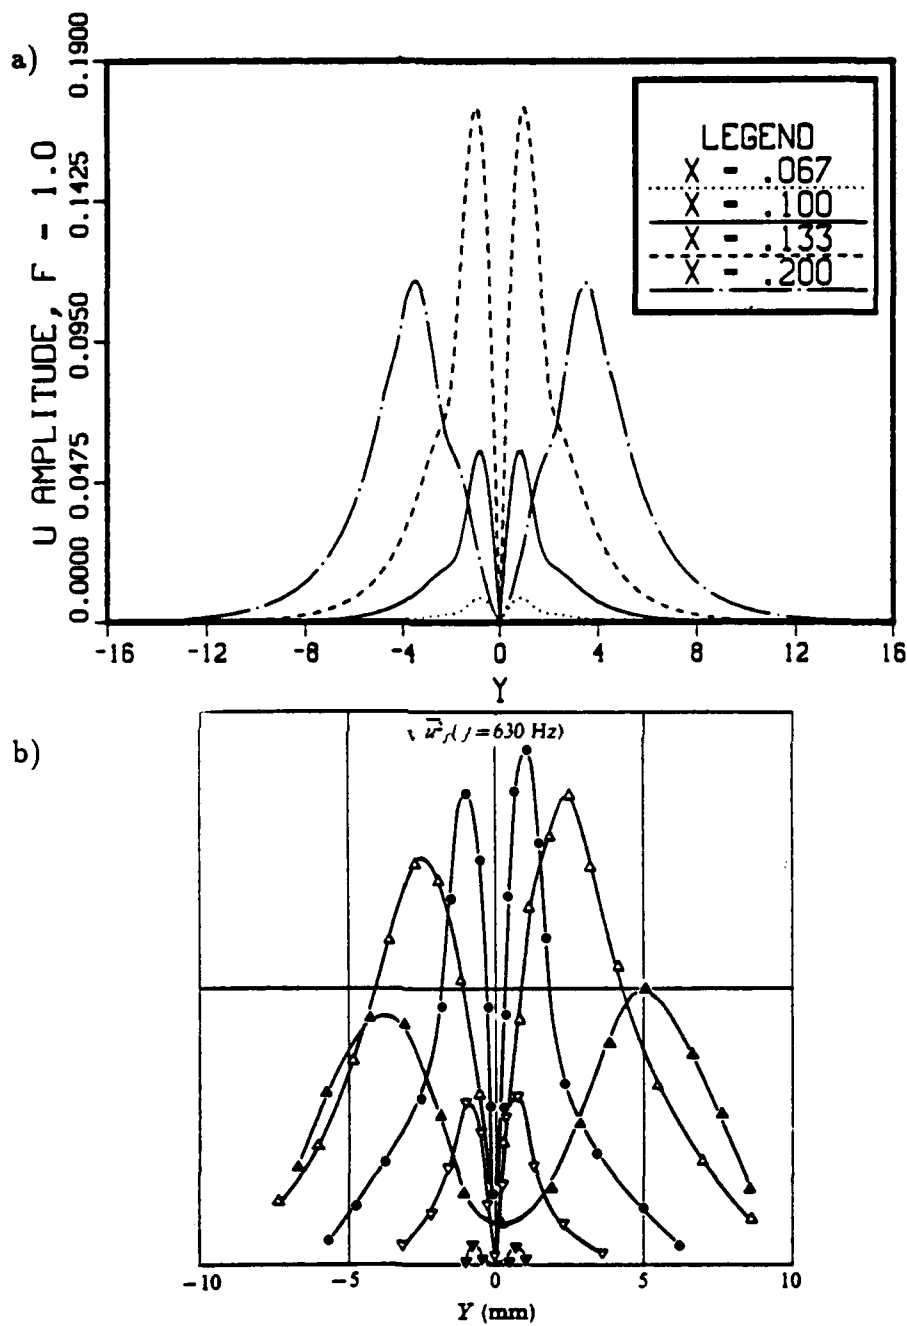 a)
U AMPLITUDE, F - 1.0
0.1900
0.1425
0.0950
0.0475
0.0000
LEGEND
X - .067
X - .100
X - .133
X - .200
-16 -12 -8 -4 0 4 8 12 16
Y
b)
(f=630 Hz)
-10 -5 0 5 10
Y (mm)